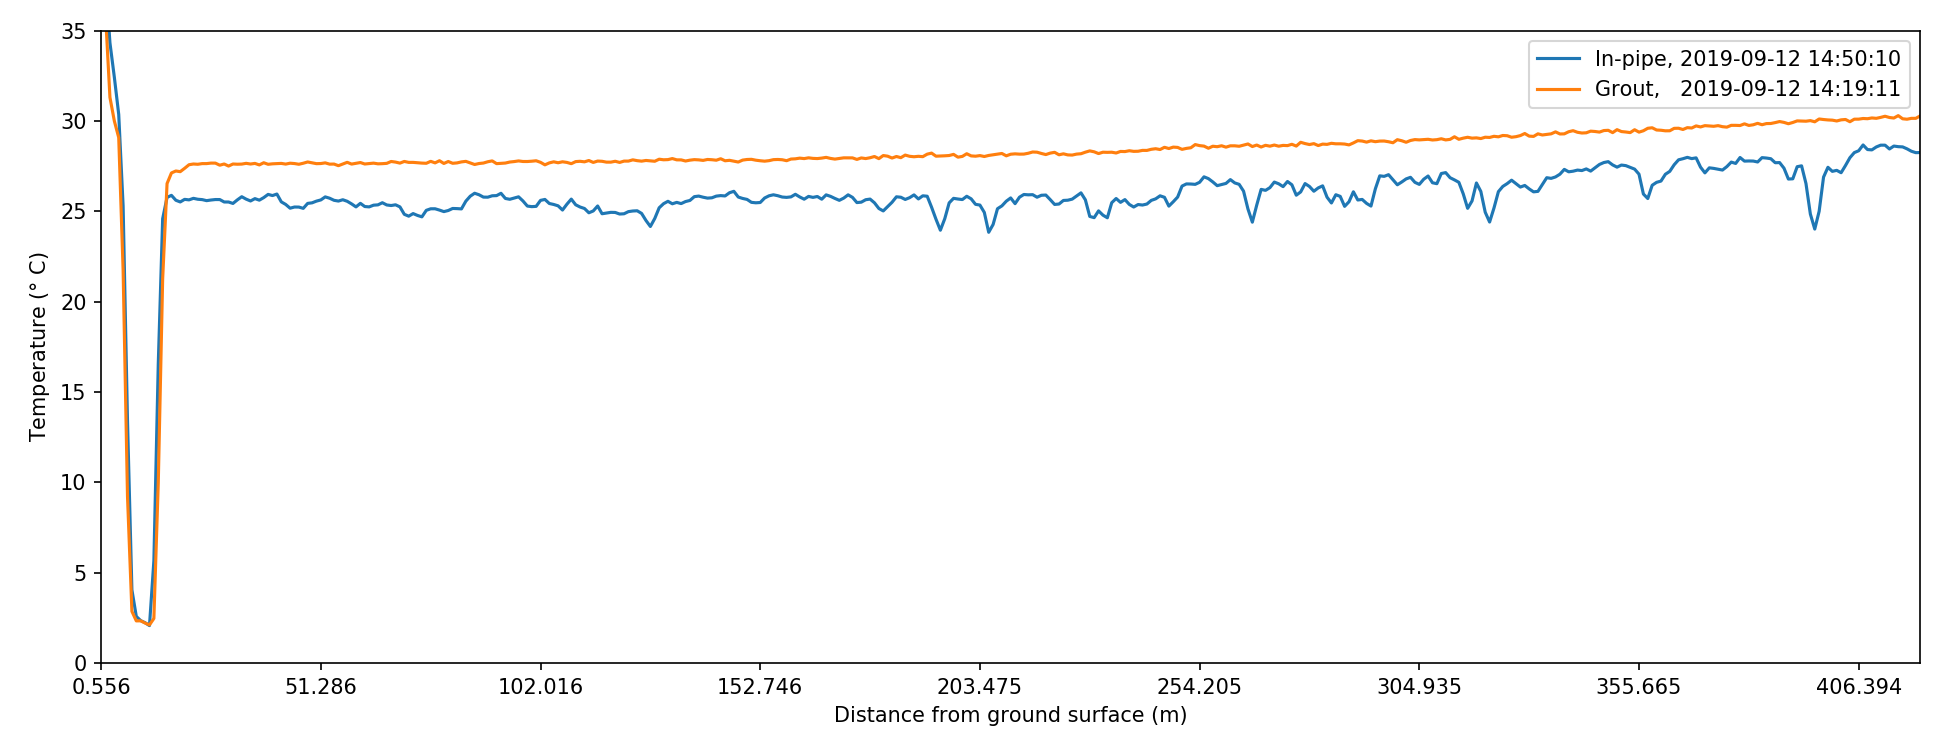 35
30
25
20
15
10
5
0
Temperature (° C)
In-pipe, 2019-09-12 14:50:10
Grout, 2019-09-12 14:19:11
0.556 51.286 102.016 152.746 203.475 254.205 304.935 355.665 406.394
Distance from ground surface (m)